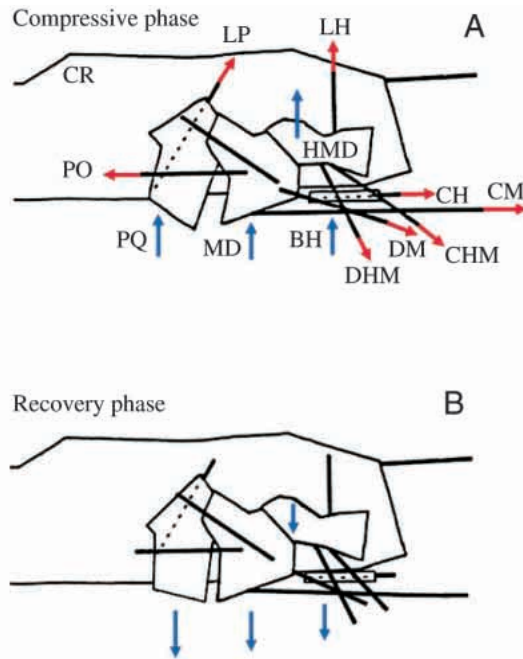 Compressive phase
A
LP
LH
CR
HMD
PO
CH
CM
PQ
MD
BH
DM
CHM
DHM
Recovery phase
B